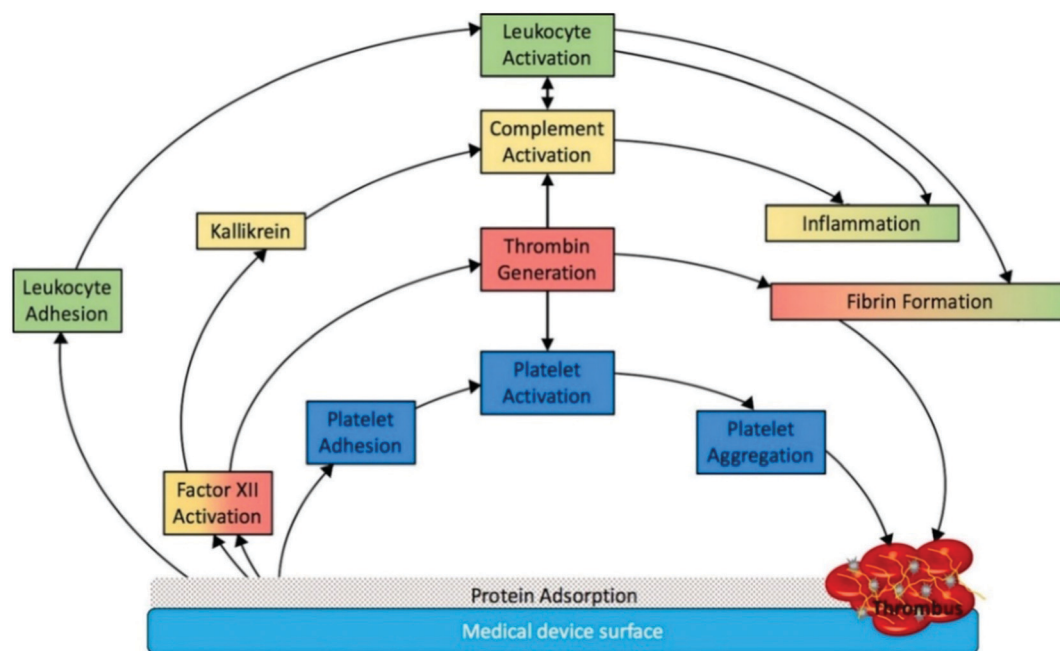 Leukocyte
Activation
Complement
Activation
Kallikrein
Inflammation
Thrombin
Generation
Leukocyte
Adhesion
Fibrin Formation
Platelet
Activation
Platelet
Adhesion
Platelet
Aggregation
Factor XII
Activation
Protein Adsorption
Thrombus
Medical device surface